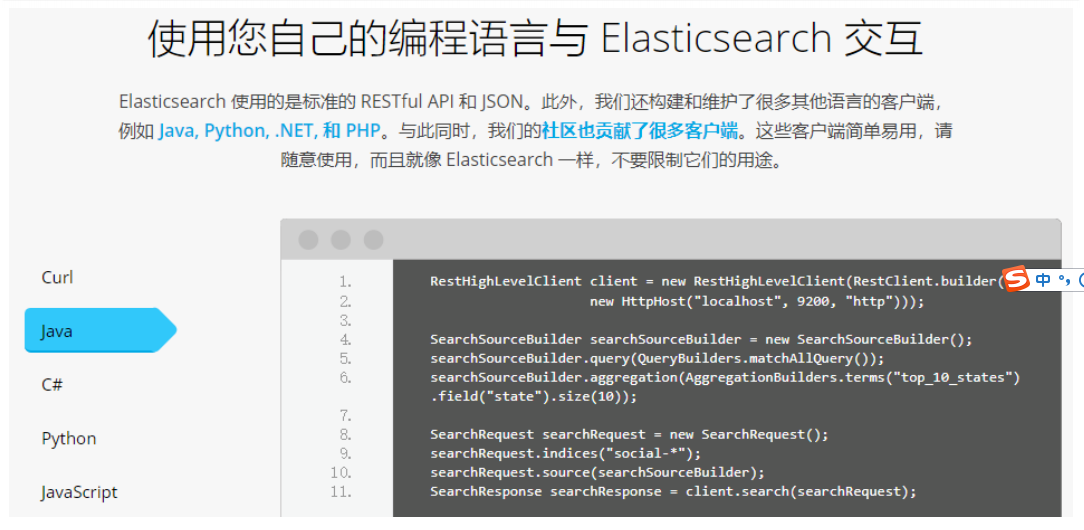 使用您自己的编程语言与 Elasticsearch 交互
Elasticsearch 使用的是标准的 RESTful API 和 JSON。此外，我们还构建和维护了很多其他语言的客户端，
例如 Java, Python, .NET, 和 PHP。与此同时，我们的社区也贡献了很多客户端。这些客户端简单易用，请
随意使用，而且就像 Elasticsearch 一样，不要限制它们的用途。
Curl
Java
C#
Python
JavaScript
1. RestHighLevelClient client = new RestHighLevelClient(RestClient.builder(
2. new HttpHost("localhost", 9200, "http")));
3.
4. SearchSourceBuilder searchSourceBuilder = new SearchSourceBuilder();
5. searchSourceBuilder.query(QueryBuilders.matchAllQuery());
6. searchSourceBuilder.aggregation(AggregationBuilders.terms("top_10_states")
.field("state").size(10));
7.
8. SearchRequest searchRequest = new SearchRequest();
9. searchRequest.indices("social-*");
10. searchRequest.source(searchSourceBuilder);
11. SearchResponse searchResponse = client.search(searchRequest);
S 中 °,